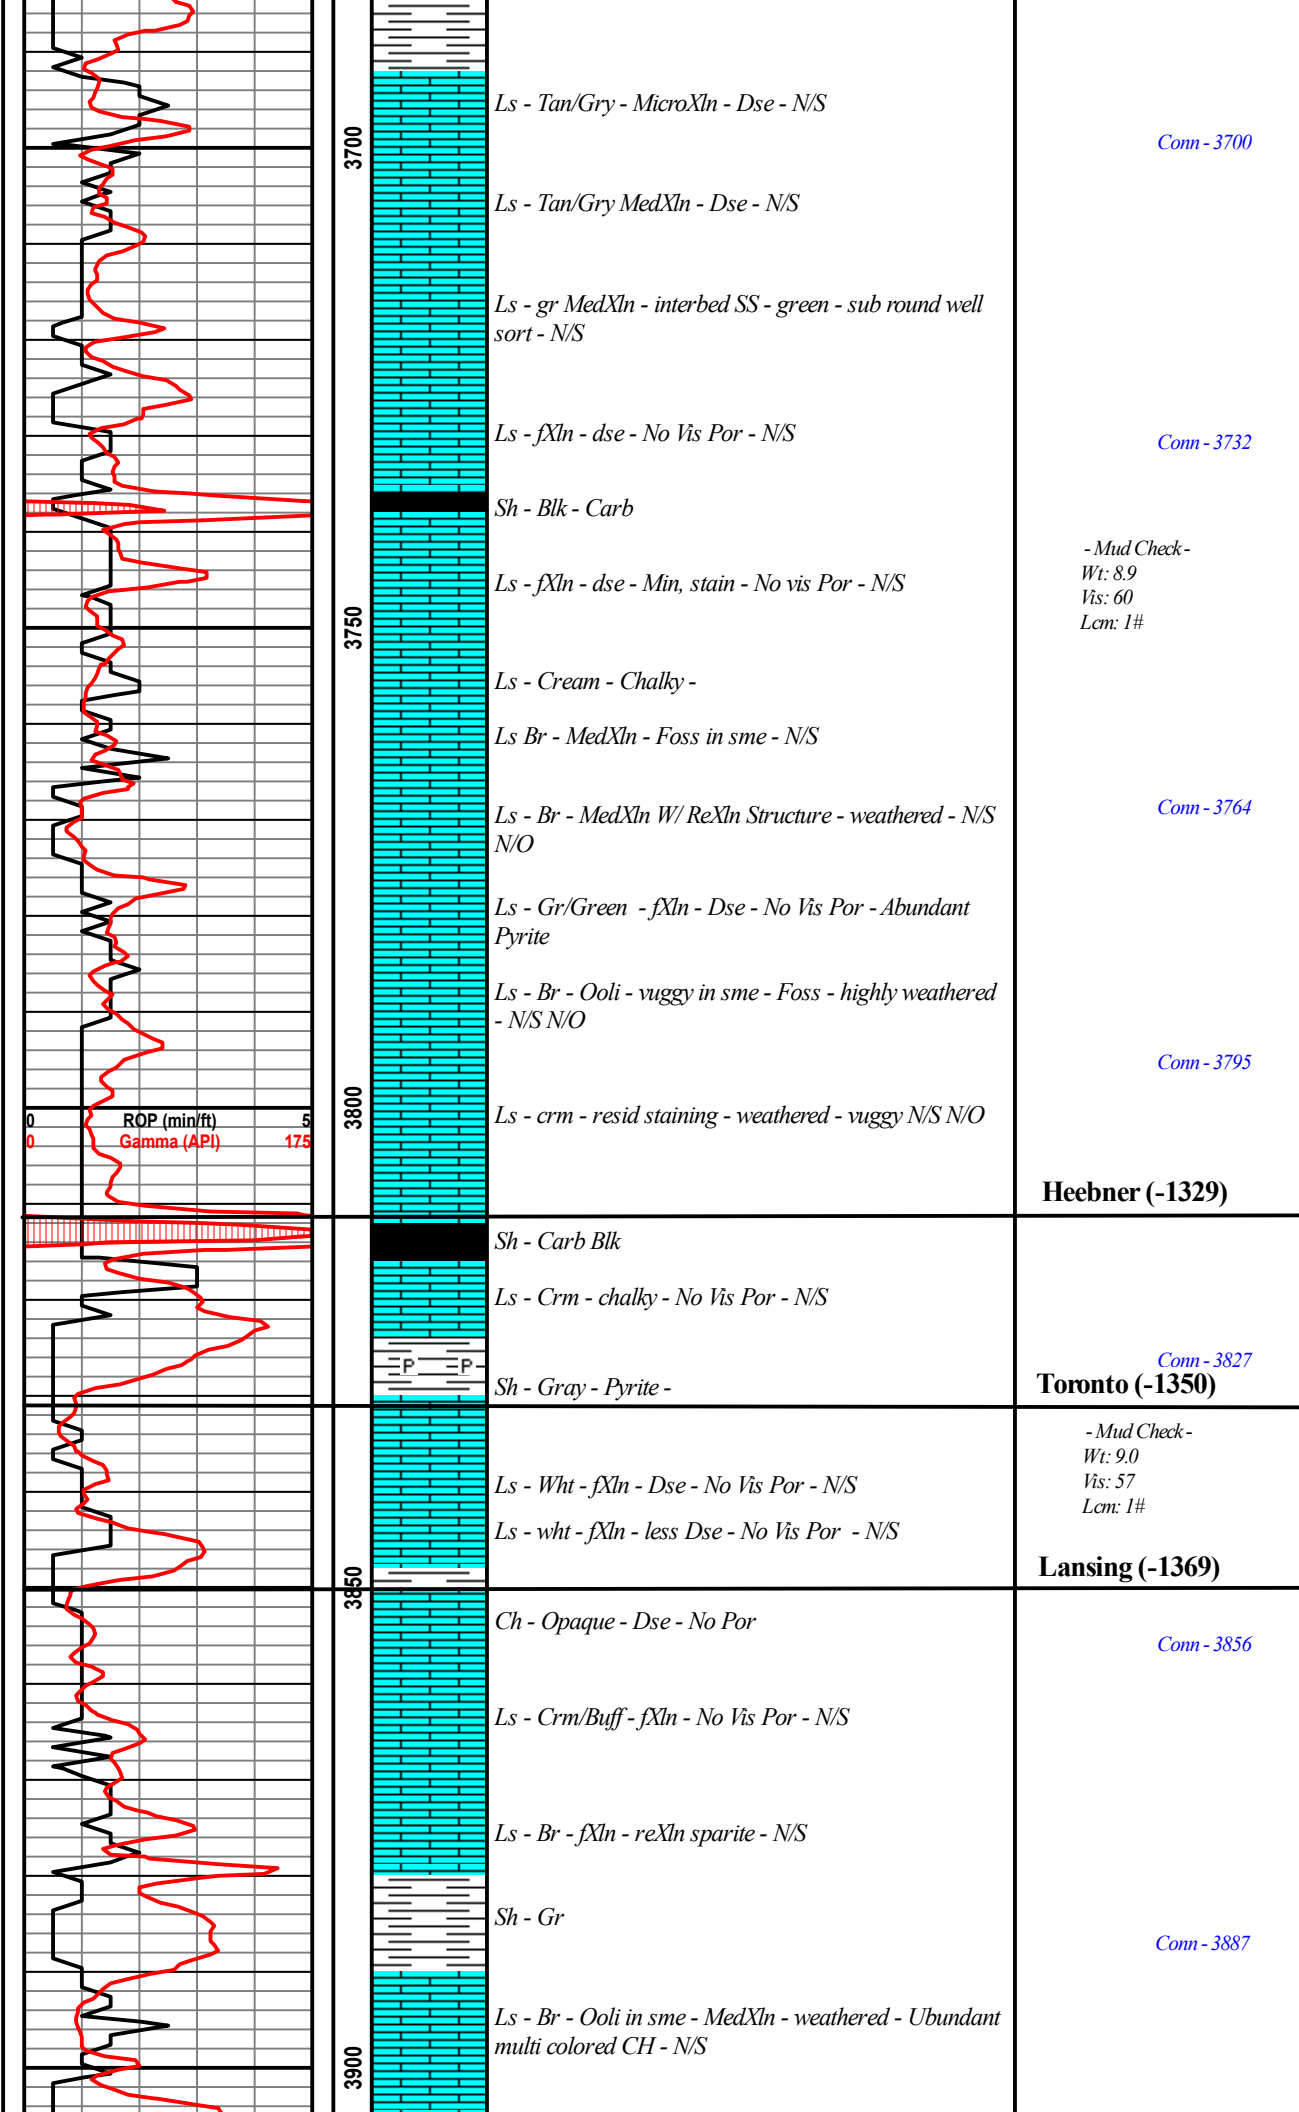 Ls - Tan/Gry - MicroXln - Dse - N/S
3700
Conn - 3700
Ls - Tan/Gry MedXln - Dse - N/S
Ls - gr MedXln - interbed SS - green - sub round well
sort - N/S
Ls - fXln - dse - No Vis Por - N/S
Conn - 3732
Sh - Blk - Carb
- Mud Check -
Wt: 8.9
Vis: 60
Lcm: 1#
Ls - fXln - dse - Min, stain - No vis Por - N/S
3750
Ls - Cream - Chalky -
Ls Br - MedXln - Foss in sme - N/S
Ls - Br - MedXln W/ ReXln Structure - weathered - N/S
N/O
Conn - 3764
Ls - Gr/Green - fXln - Dse - No Vis Por - Abundant
Pyrite
Ls - Br - Ooli - vuggy in sme - Foss - highly weathered
- N/S N/O
Conn - 3795
0 ROP (min/ft) 5
0 Gamma (API) 175
3800
Ls - crm - resid staining - weathered - vuggy N/S N/O
Heebner (-1329)
Sh - Carb Blk
Ls - Crm - chalky - No Vis Por - N/S
P P
Conn - 3827
Sh - Gray - Pyrite -
Toronto (-1350)
- Mud Check -
Wt: 9.0
Vis: 57
Lcm: 1#
Ls - Wht - fXln - Dse - No Vis Por - N/S
Ls - wht - fXln - less Dse - No Vis Por - N/S
Lansing (-1369)
3850
Ch - Opaque - Dse - No Por
Conn - 3856
Ls - Crm/Buff - fXln - No Vis Por - N/S
Ls - Br - fXln - reXln sparite - N/S
Sh - Gr
Conn - 3887
Ls - Br - Ooli in sme - MedXln - weathered - Ubundant
multi colored CH - N/S
3900